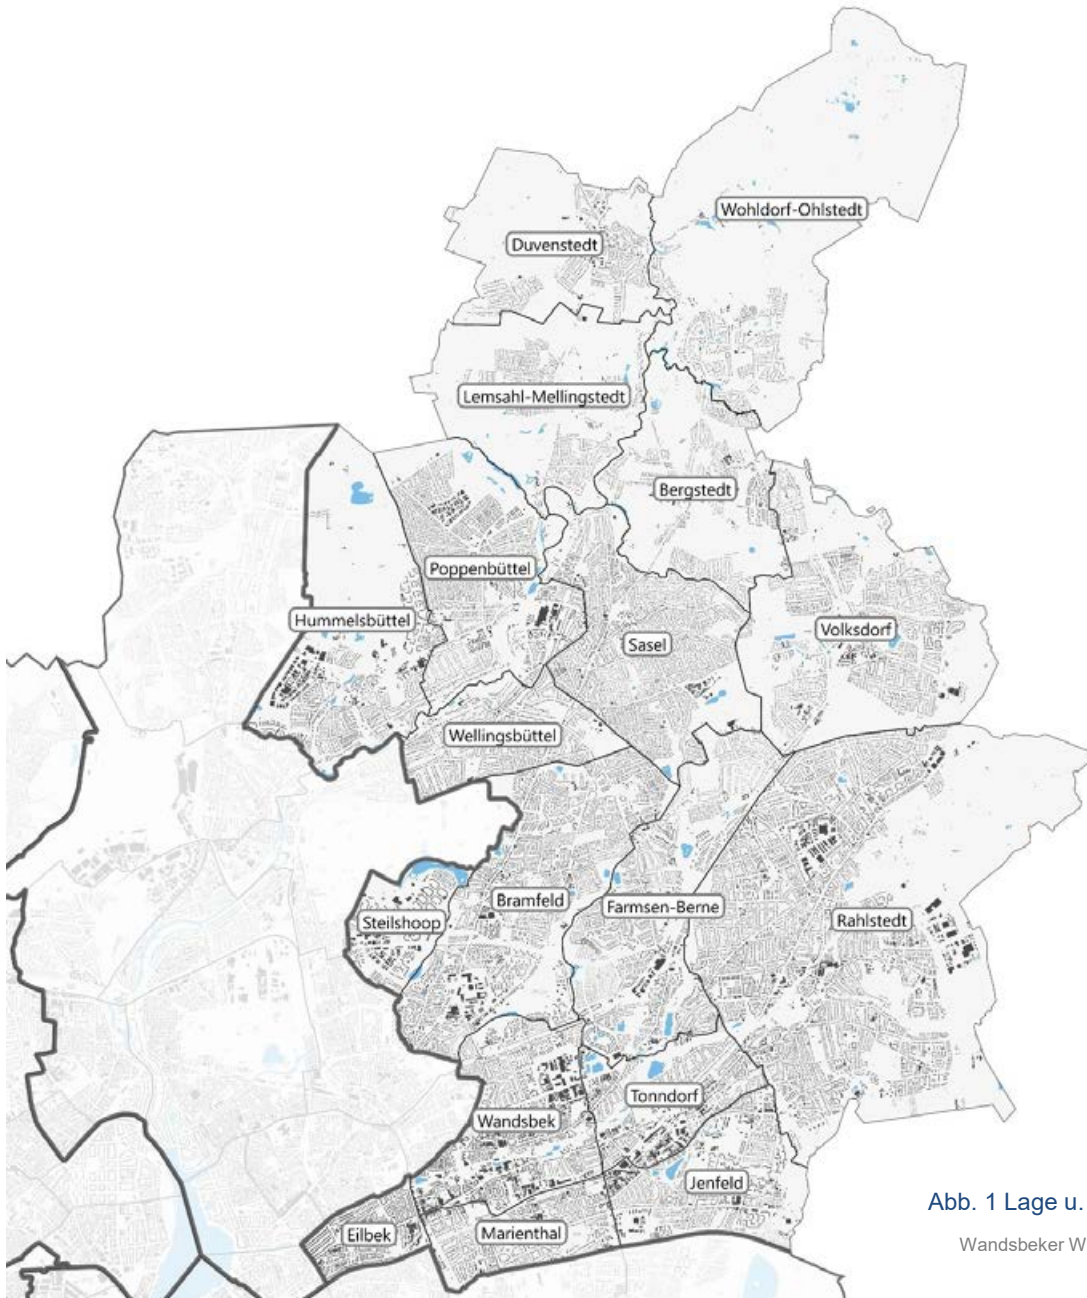 Wohldorf-Ohlstedt
Duvenstedt
Lemsahl-Mellingstedt
Bergstedt
Poppenbüttel
Hummelsbüttel
Volksdorf
Sasel
Wellingsbüttel
Bramfeld
Farmsen-Berne
Rahlstedt
Steilshoop
Tonndorf
Wandsbek
Jenfeld
Eilbek
Marienthal
Abb. 1 Lage u.
Wandsbeker W